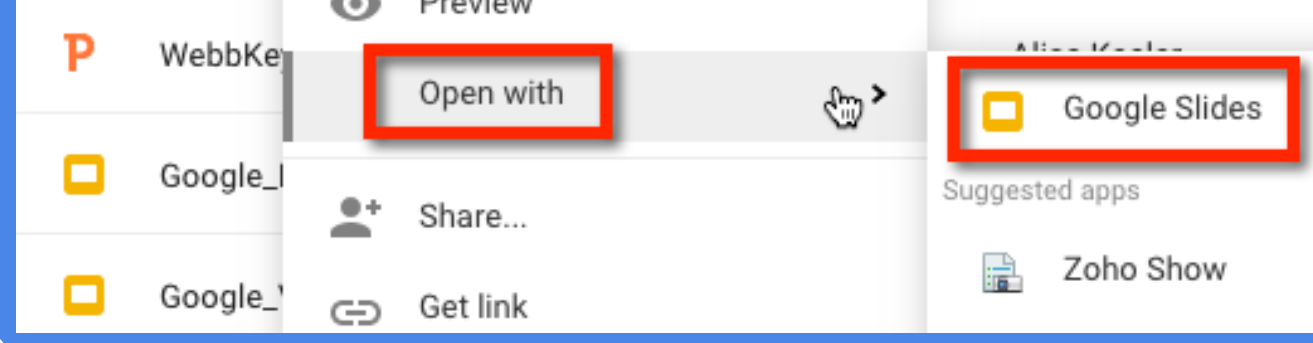 Preview
WebbKe
Open with
Google Slides
Google_
Suggested apps
Share...
Zoho Show
Google_
Get link